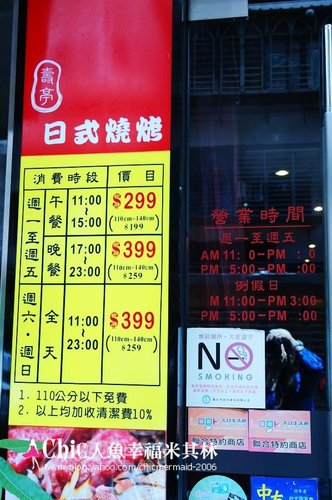 壽亭
日式燒烤
消費時段 價目
週一至週五
午餐 11:00~15:00 $299
(110cm~140cm)
$199
晚餐 17:00~23:00 $399
(110cm~140cm)
$259
週六·週日
全天 11:00~23:00 $399
(110cm~140cm)
$259
1. 110公分以下免費
2. 以上均加收清潔費10%
營業時間
週一至週五
AM 11: 0-PM : 0
PM 5:00-PM :00
例假日
M 11:00-PM 3:00
PM 5:00-PM :00
NO
SMOKING
聯合特約商店
聯合特約商店
Chic人魚幸福米其林
tw.myblog.yahoo.com/chicmermaid-2006